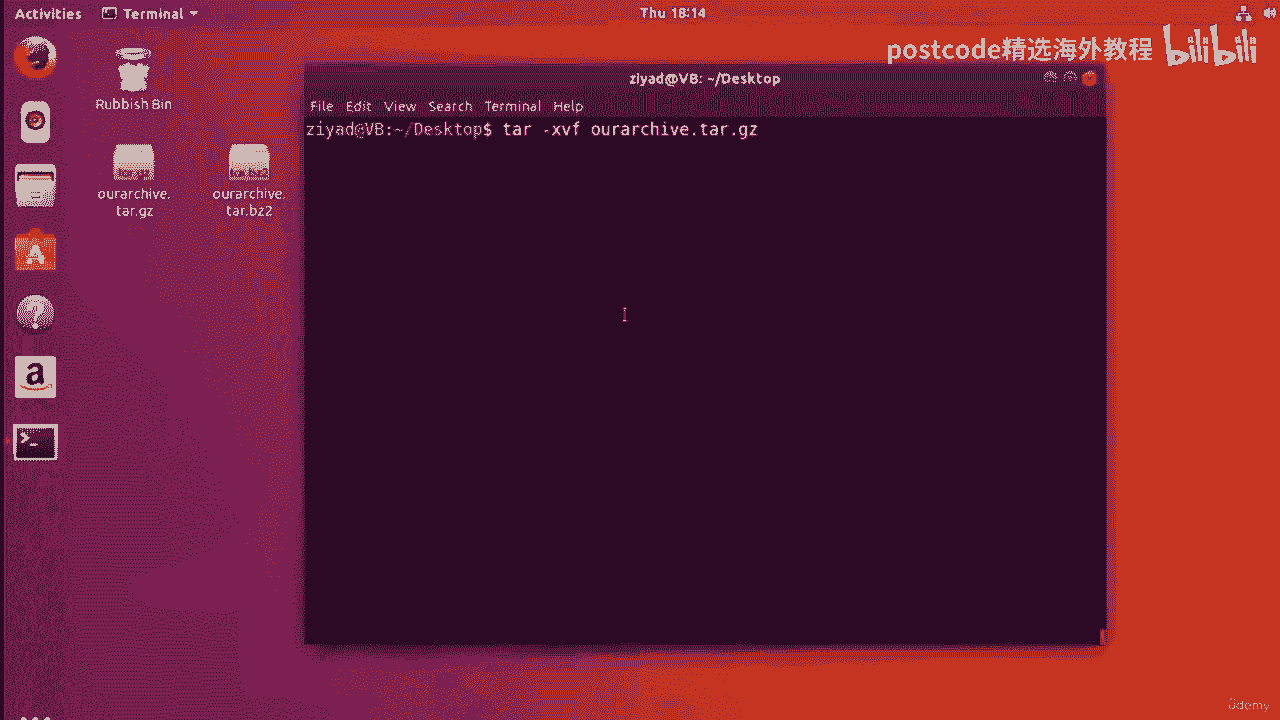 Activities Terminal Thu 18:14
postcode精选海外教程 bilibili
ziyad@VB: ~/Desktop
File Edit View Search Terminal Help
ziyad@VB:~/Desktop$ tar -xvf ourarchive.tar.gz
Rubbish Bin
ourarchive.
tar.gz
ourarchive.
tar.bz2
Udemy